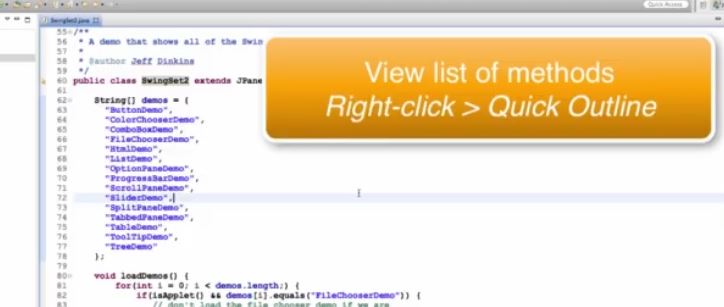 Quick Access
SwingSet2.java
55 /**
56 * A demo that shows all of the Swin
57 *
58 * @author Jeff Dinkins
59 */
60 public class SwingSet2 extends JPane
61
62 String[] demos = {
63 "ButtonDemo",
64 "ColorChooserDemo",
65 "ComboBoxDemo",
66 "FileChooserDemo",
67 "HtmlDemo",
68 "ListDemo",
69 "OptionPaneDemo",
70 "ProgressBarDemo",
71 "ScrollPaneDemo",
72 "SliderDemo",
73 "SplitPaneDemo",
74 "TabbedPaneDemo",
75 "TableDemo",
76 "ToolTipDemo",
77 "TreeDemo"
78 };
79
80 void loadDemos() {
81 for(int i = 0; i < demos.length;) {
82 if(isApplet() && demos[i].equals("FileChooserDemo")) {
83 // don't load the file chooser demo if we are
View list of methods
Right-click > Quick Outline